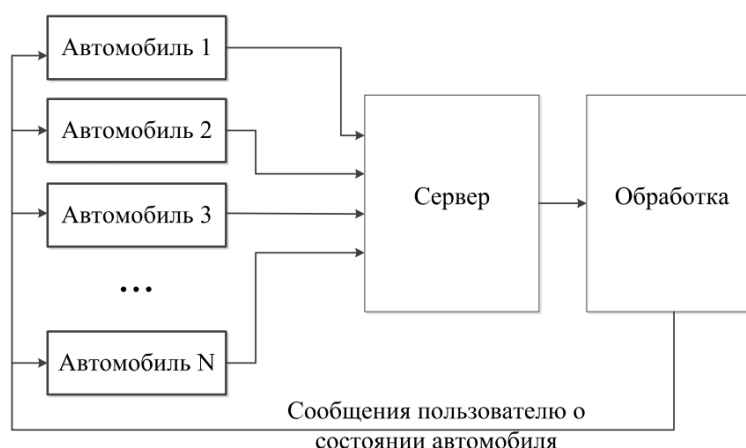 Автомобиль 1
Автомобиль 2
Автомобиль 3
...
Автомобиль N
Сервер
Обработка
Сообщения пользователю о
состоянии автомобиля